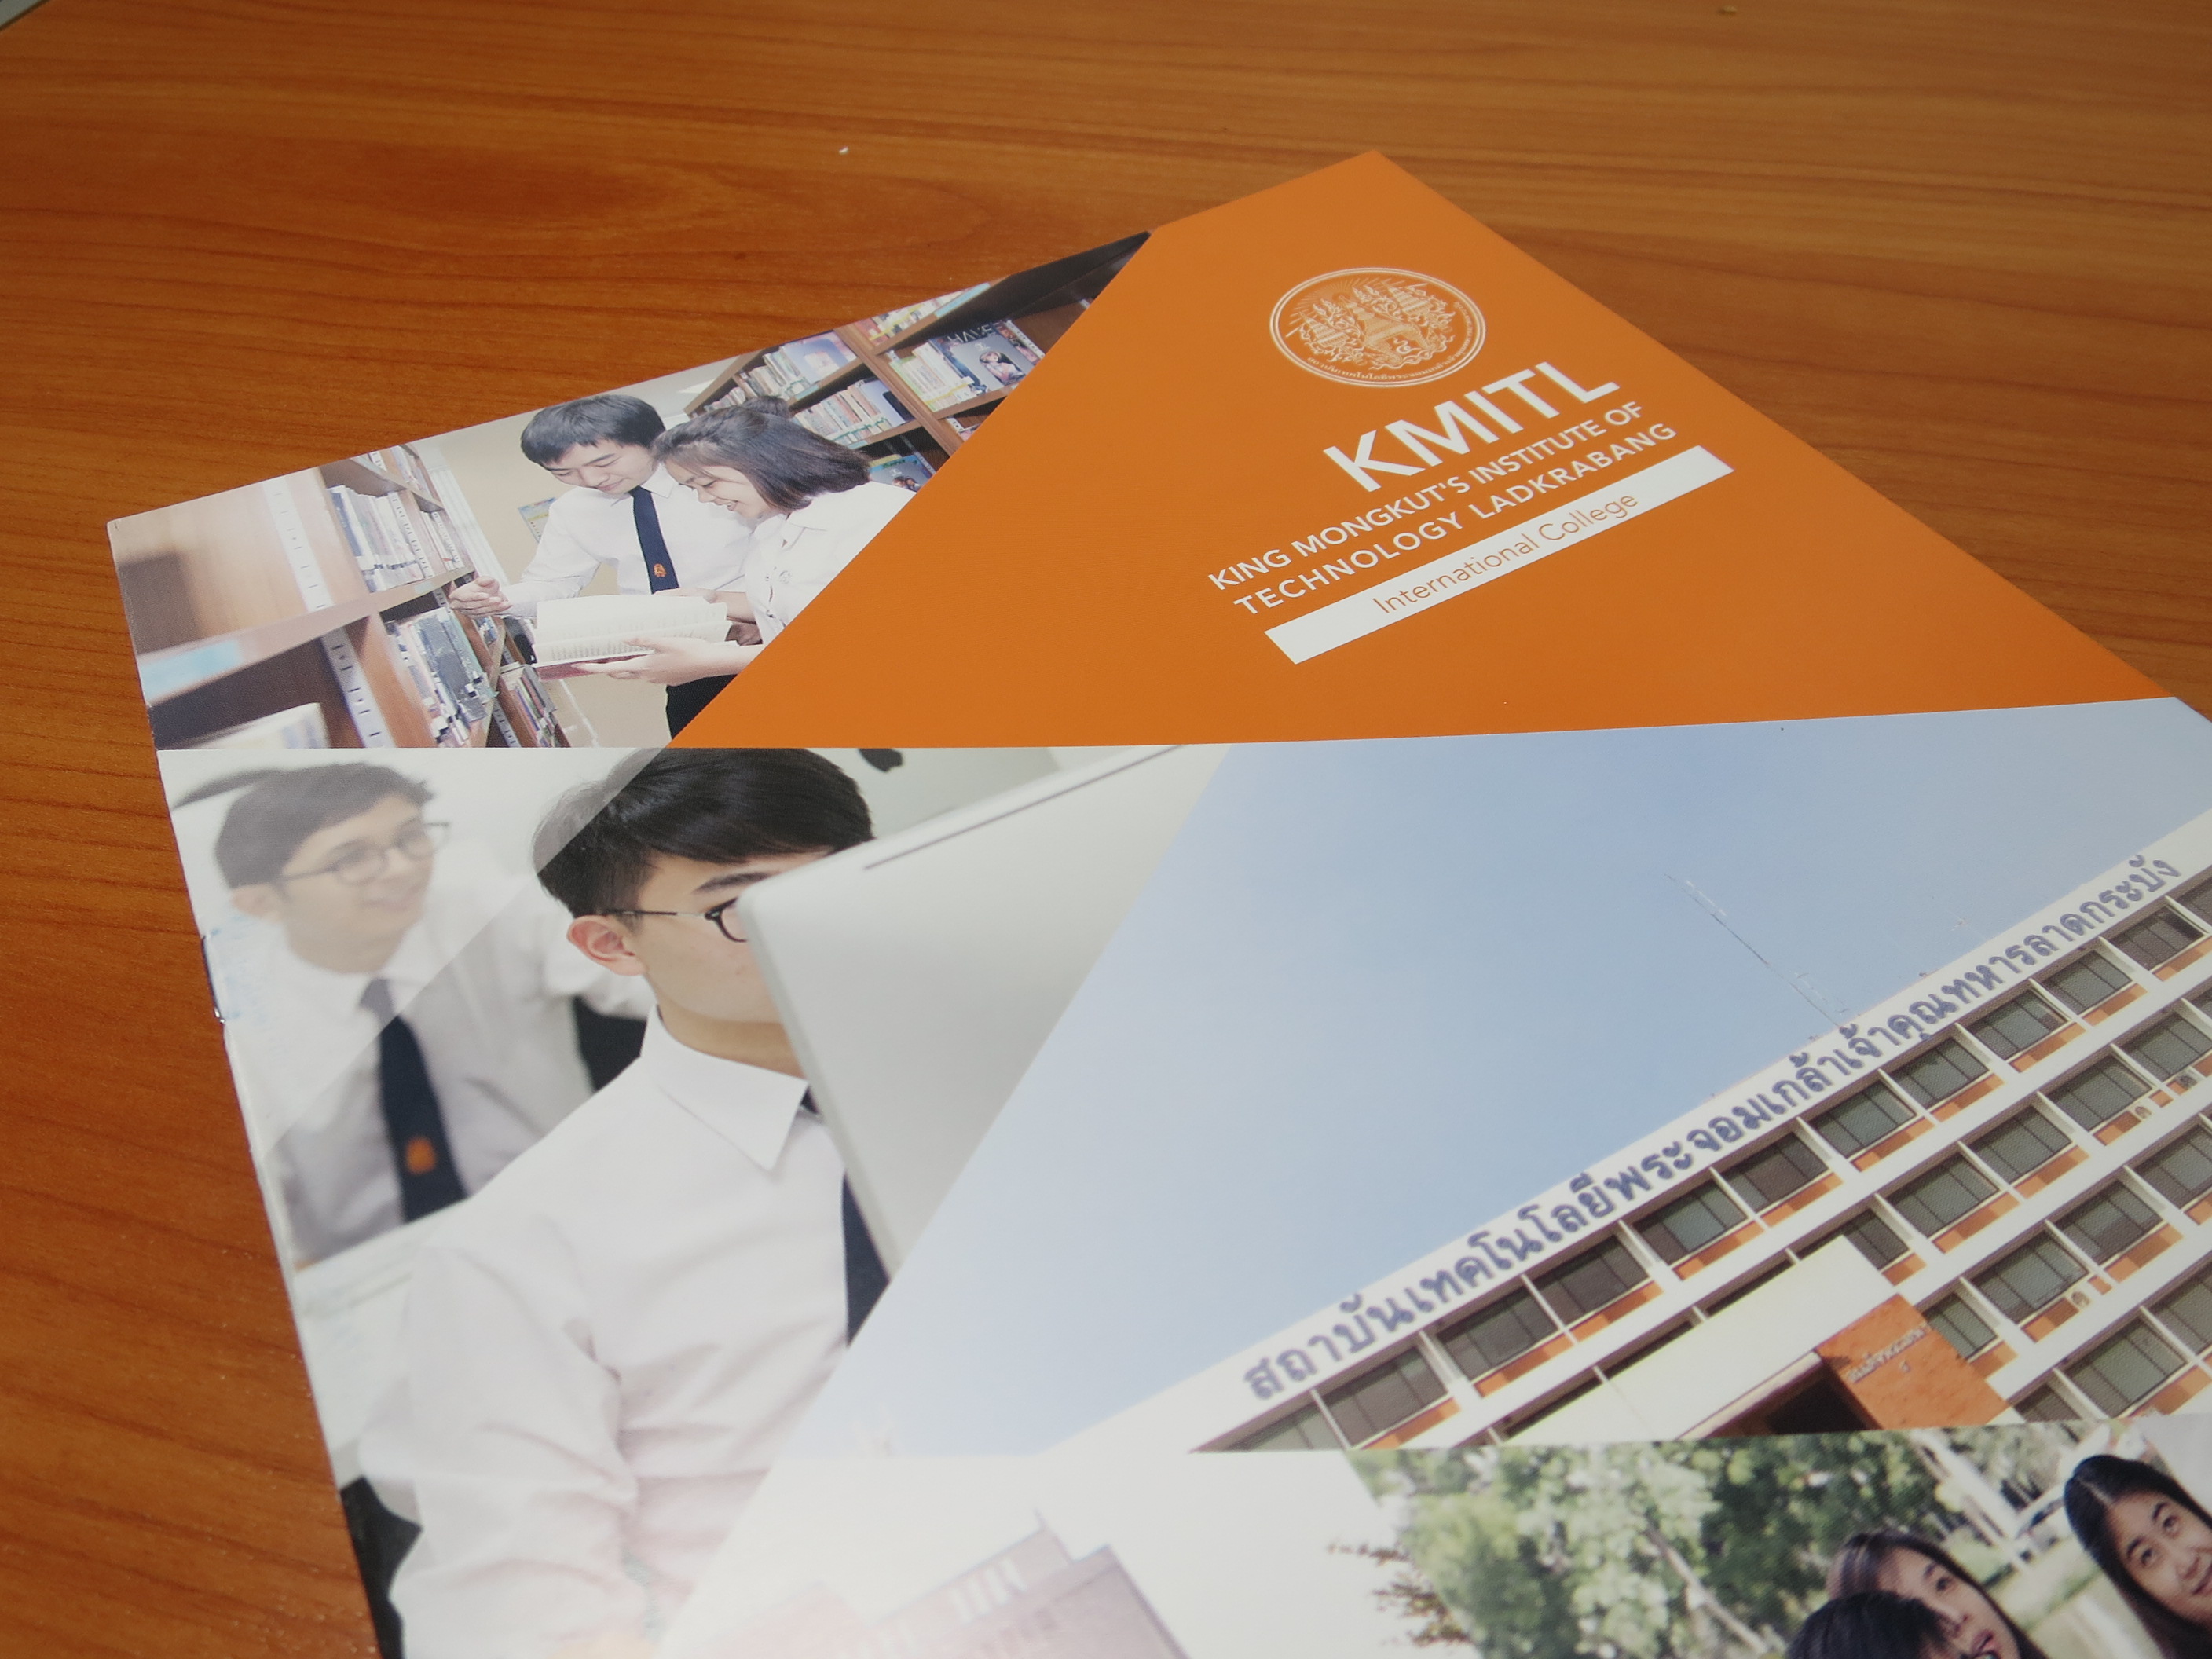 KMITL
KING MONGKUT'S INSTITUTE OF
TECHNOLOGY LADKRABANG
International College
สถาบันเทคโนโลยีพระจอมเกล้าเจ้าคุณทหารลาดกระบัง